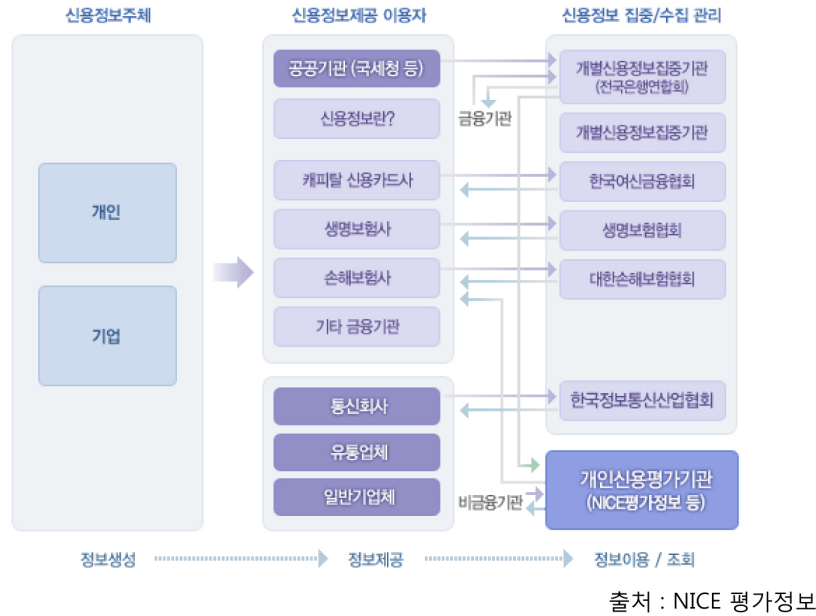 신용정보주체
개인
기업
신용정보제공 이용자
공공기관 (국세청 등)
신용정보란?
캐피탈 신용카드사
생명보험사
손해보험사
기타 금융기관
통신회사
유통업체
일반기업체
금융기관
비금융기관
신용정보 집중/수집 관리
개별신용정보집중기관
(전국은행연합회)
개별신용정보집중기관
한국여신금융협회
생명보험협회
대한손해보험협회
한국정보통신산업협회
개인신용평가기관
(NICE평가정보 등)
정보생성
정보제공
정보이용 / 조회
출처 : NICE 평가정보